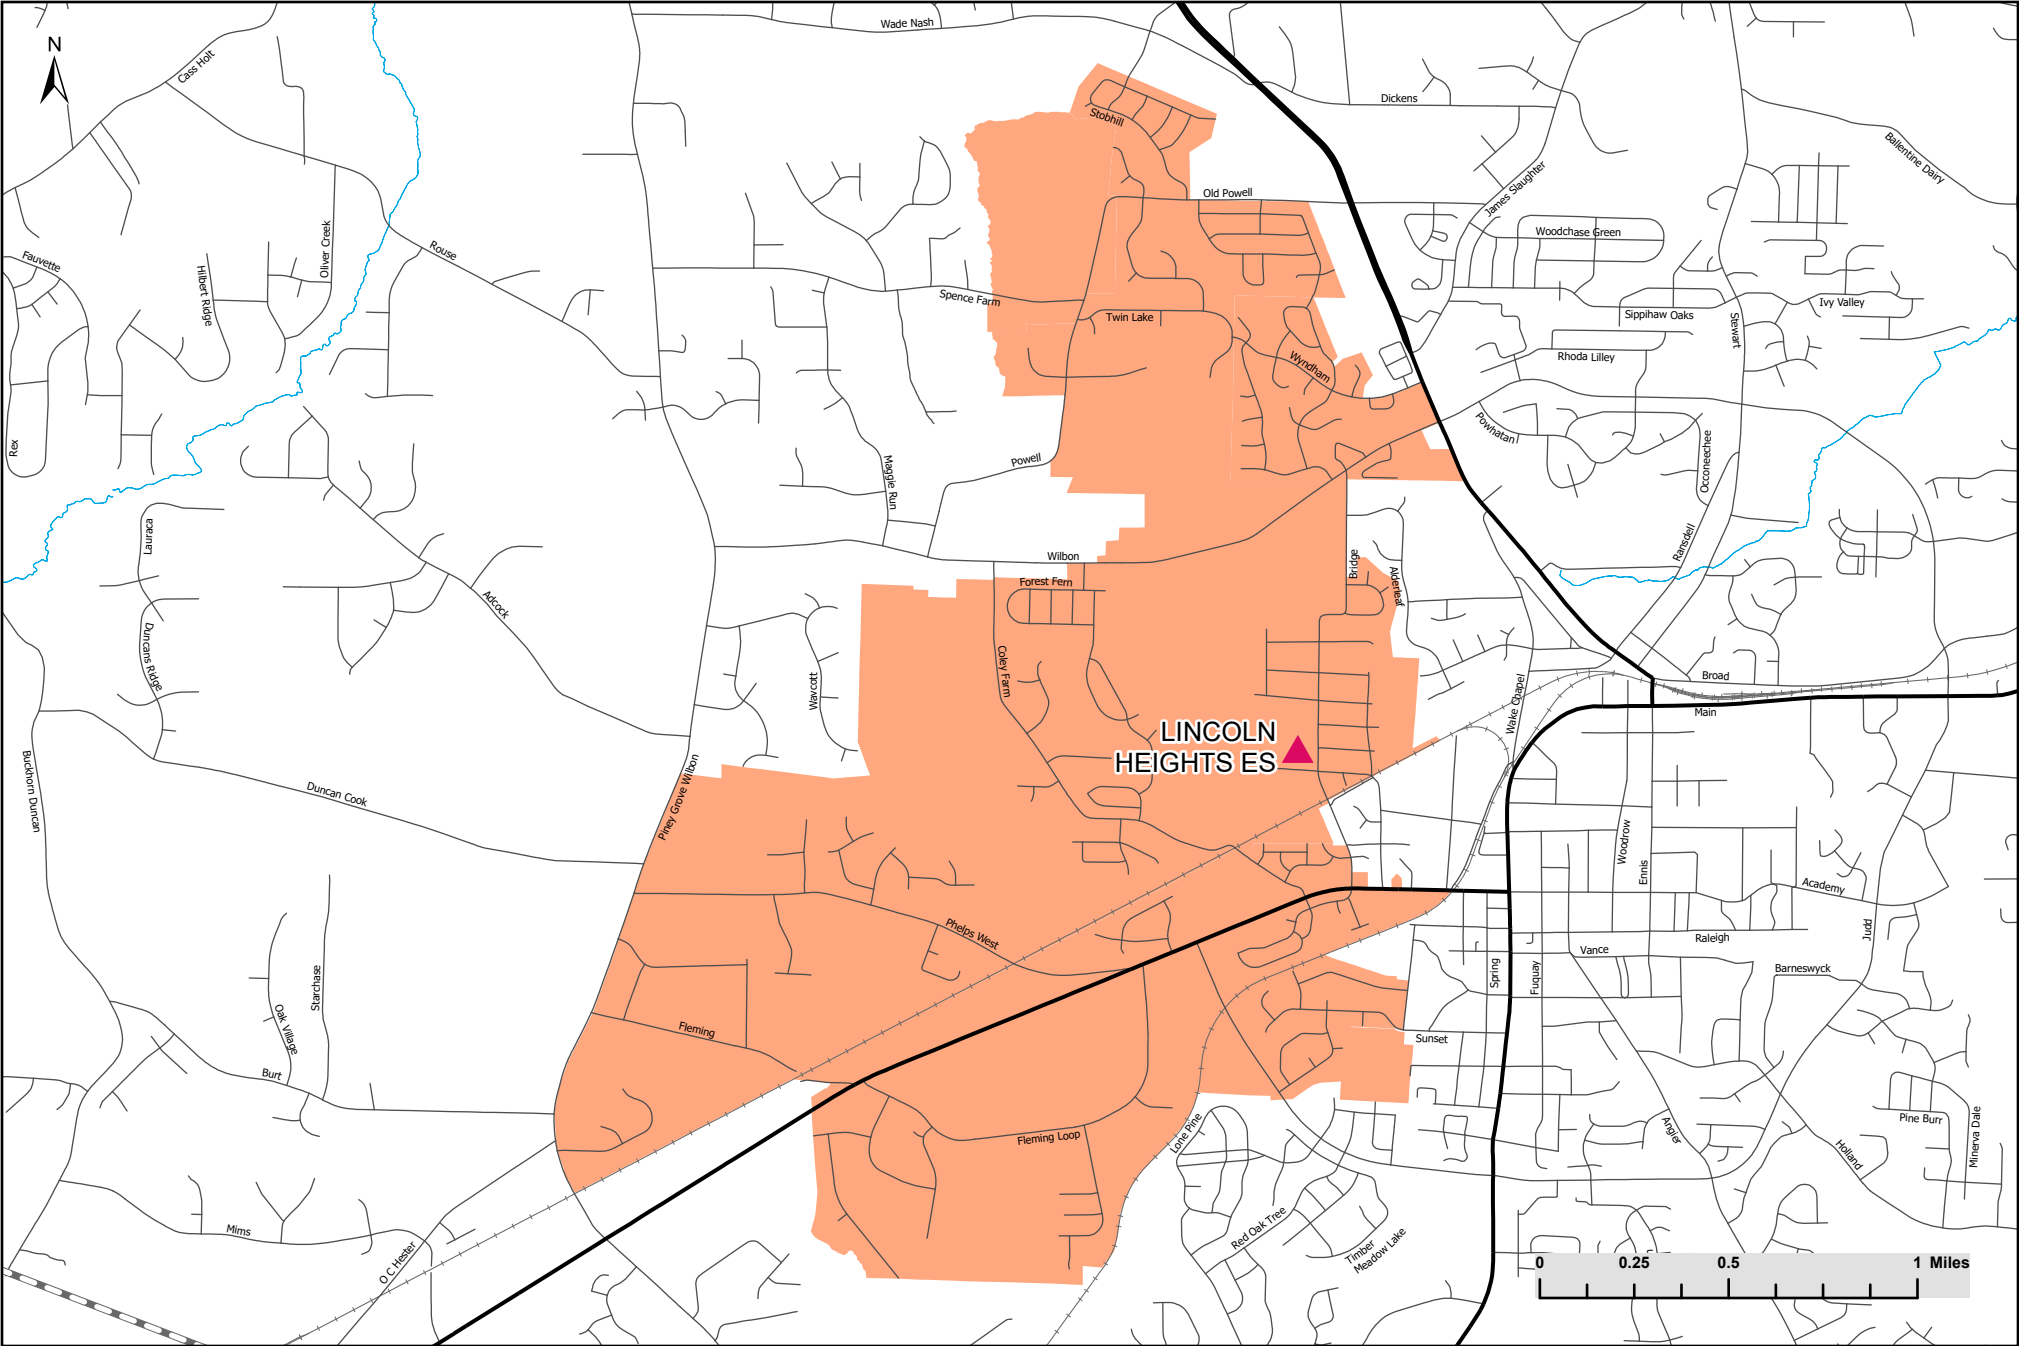 Wade Nash
N
Cass Holt
Dickens
Stobhill
Ballentine Dairy
James Slaughter
Old Powell
Woodchase Green
Oliver Creek
Rouse
Fauvette
Hilbert Ridge
Spence Farm
Twin Lake
Sippihaw Oaks
Ivy Valley
Stewart
Rhoda Lilley
Wyndham
Powhatan
Rex
Powell
Maggie Run
Occoneechee
Lauraca
Wilbon
Bridge
Ransdell
Forest Fern
Alderleaf
Adcock
Duncans Ridge
Coley Farm
Waycott
Wake Chapel
Broad
Main
LINCOLN
HEIGHTS ES
Buckhorn Duncan
Duncan Cook
Piney Grove Wilbon
Woodrow
Ennis
Academy
Phelps West
Judd
Raleigh
Vance
Barneswyck
Spring
Fuquay
Starchase
Oak Village
Fleming
Sunset
Burt
Fleming Loop
Lone Pine
Angier
Pine Burr
Minerva Dale
Holland
Mims
O C Hester
Red Oak Tree
Timber
Meadow Lake
0 0.25 0.5 1 Miles